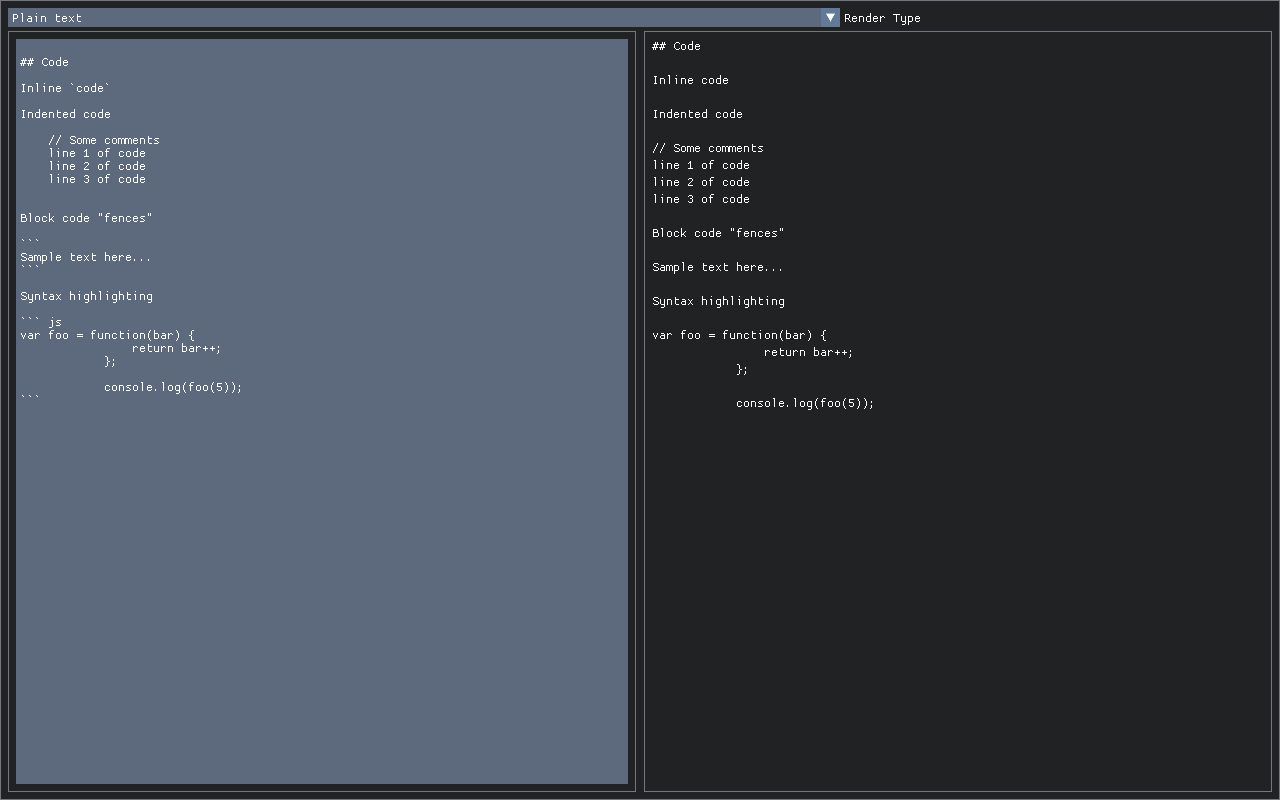 Plain text
Render Type
## Code
Inline `code`
Indented code
    // Some comments
    line 1 of code
    line 2 of code
    line 3 of code
Block code "fences"
```
Sample text here...
```
Syntax highlighting
``` js
var foo = function(bar) {
                return bar++;
            };
            console.log(foo(5));
```
## Code
Inline code
Indented code
// Some comments
line 1 of code
line 2 of code
line 3 of code
Block code "fences"
Sample text here...
Syntax highlighting
var foo = function(bar) {
                return bar++;
            };
            console.log(foo(5));